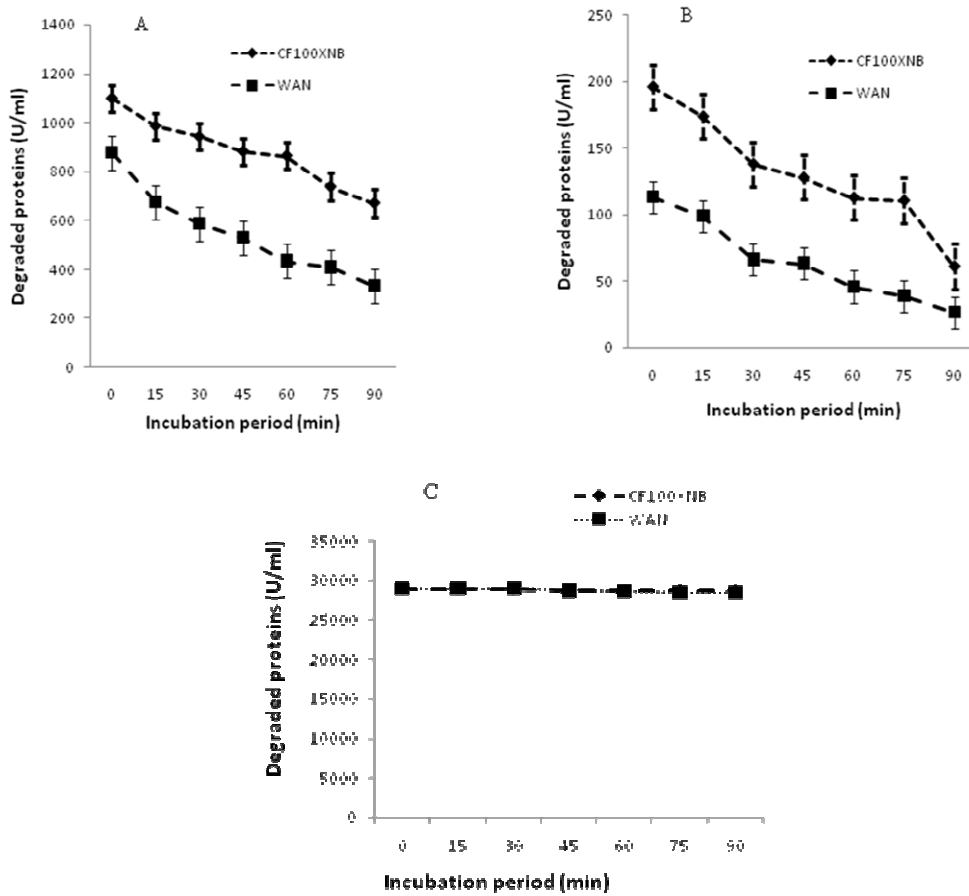 A
1400
1200
1000
800
600
400
200
0
Degraded proteins (U/ml)
CF100XNB
WAN
0 15 30 45 60 75 90
Incubation period (min)
B
250
200
150
100
50
0
Degraded proteins (U/ml)
CF100XNB
WAN
0 15 30 45 60 75 90
Incubation period (min)
C
CF100×NB
WAN
35000
30000
25000
20000
15000
10000
5000
0
Degraded proteins (U/ml)
0 15 30 45 60 75 90
Incubation period (min)